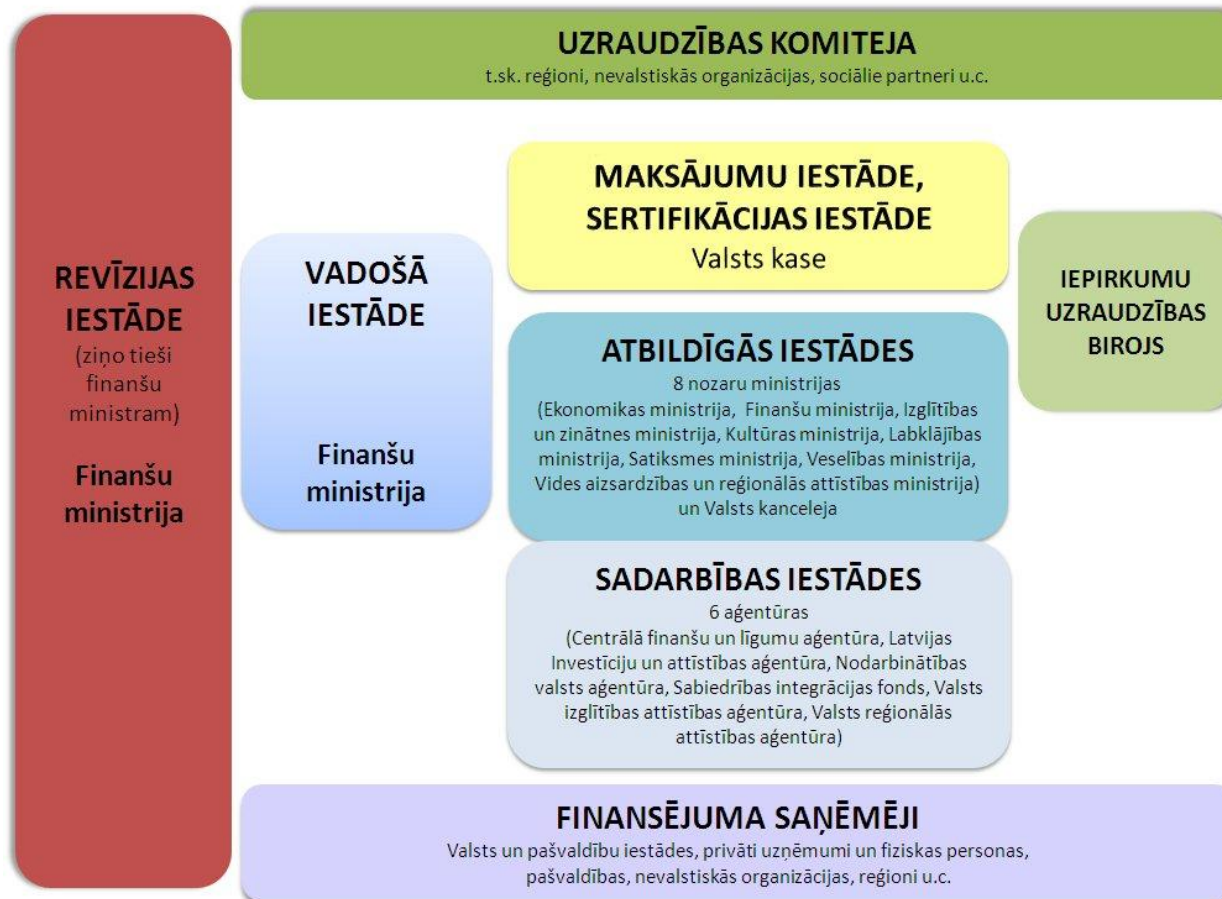 UZRAUDZĪBAS KOMITEJA
t.sk. reģioni, nevalstiskās organizācijas, sociālie partneri u.c.
REVĪZIJAS
IESTĀDE
(ziņo tieši
finanšu
ministram)
Finanšu
ministrija
VADOŠĀ
IESTĀDE
Finanšu
ministrija
MAKSĀJUMU IESTĀDE,
SERTIFIKĀCIJAS IESTĀDE
Valsts kase
ATBILDĪGĀS IESTĀDES
8 nozaru ministrijas
(Ekonomikas ministrija, Finanšu ministrija, Izglītības
un zinātnes ministrija, Kultūras ministrija, Labklājības
ministrija, Satiksmes ministrija, Veselības ministrija,
Vides aizsardzības un reģionālās attīstības ministrija)
un Valsts kanceleja
SADARBĪBAS IESTĀDES
6 aģentūras
(Centrālā finanšu un līgumu aģentūra, Latvijas
Investīciju un attīstības aģentūra, Nodarbinātības
valsts aģentūra, Sabiedrības integrācijas fonds, Valsts
izglītības attīstības aģentūra, Valsts reģionālās
attīstības aģentūra)
IEPIRKUMU
UZRAUDZĪBAS
BIROJS
FINANSĒJUMA SAŅĒMĒJI
Valsts un pašvaldību iestādes, privāti uzņēmumi un fiziskas personas,
pašvaldības, nevalstiskās organizācijas, reģioni u.c.